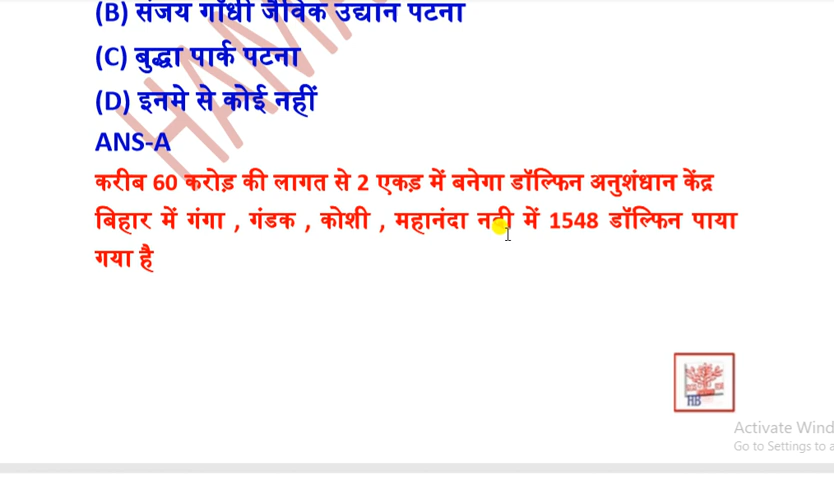 (B) संजय गाँधी जैविक उद्यान पटना
(C) बुद्धा पार्क पटना
(D) इनमे से कोई नहीं
ANS-A
करीब 60 करोड़ की लागत से 2 एकड़ में बनेगा डॉल्फिन अनुशंधान केंद्र
बिहार में गंगा , गंडक , कोशी , महानंदा नदी में 1548 डॉल्फिन पाया
गया है
HB
Activate Wind
Go to Settings to a